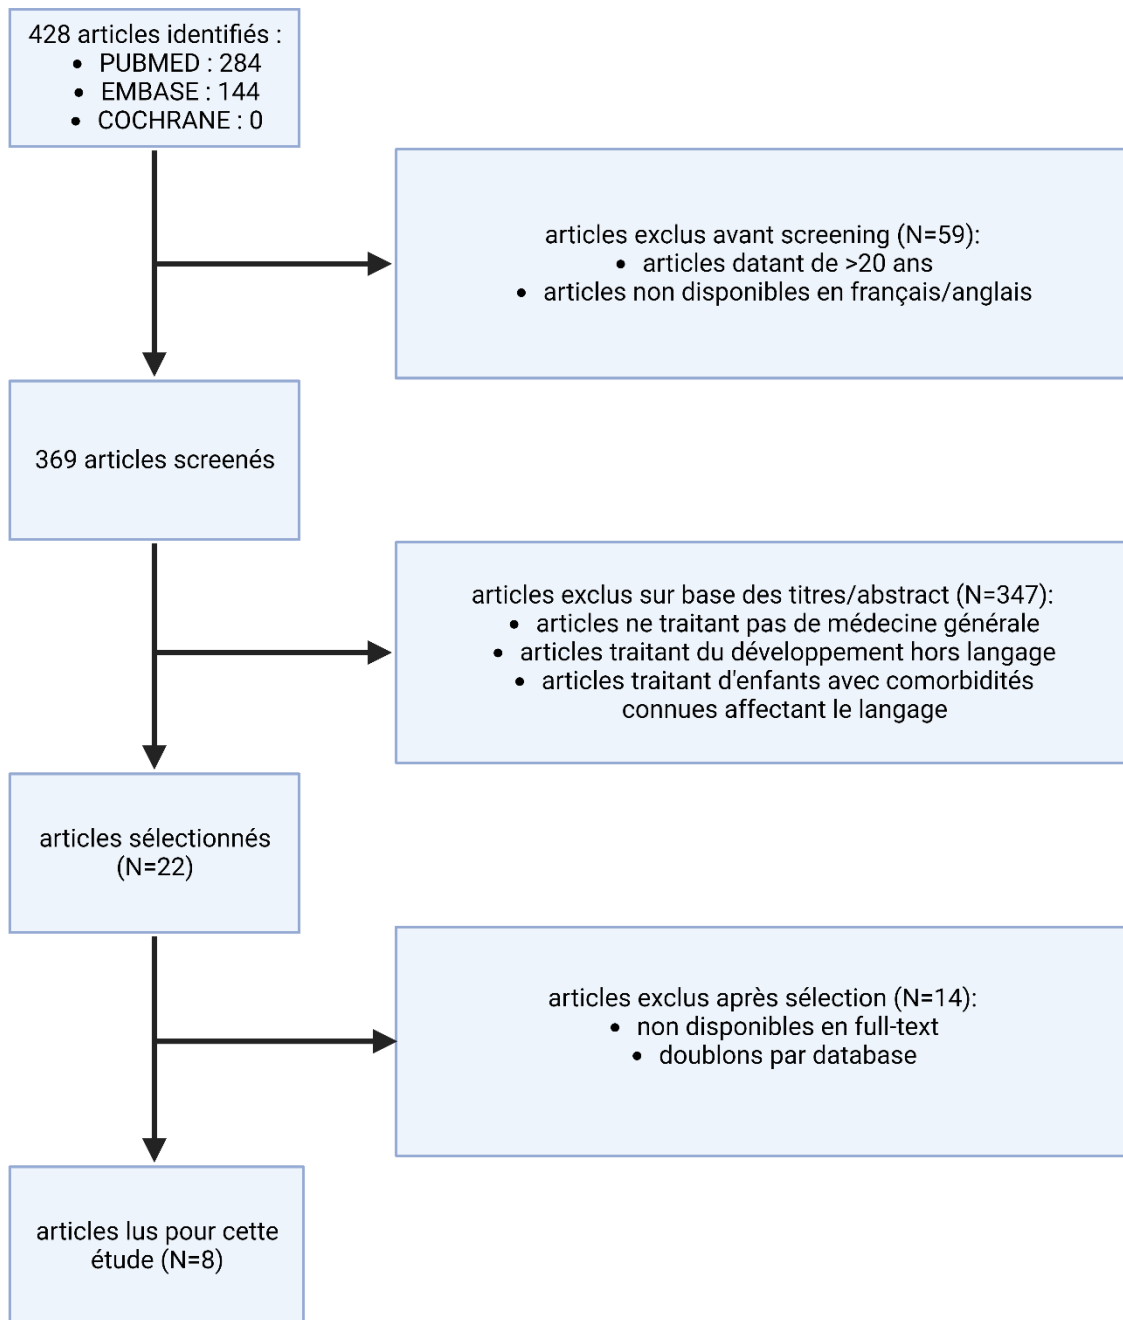 428 articles identifiés :
• PUBMED : 284
• EMBASE : 144
• COCHRANE : 0
articles exclus avant screening (N=59):
• articles datant de >20 ans
• articles non disponibles en français/anglais
369 articles screenés
articles exclus sur base des titres/abstract (N=347):
• articles ne traitant pas de médecine générale
• articles traitant du développement hors langage
• articles traitant d'enfants avec comorbidités
connues affectant le langage
articles sélectionnés
(N=22)
articles exclus après sélection (N=14):
• non disponibles en full-text
• doublons par database
articles lus pour cette
étude (N=8)